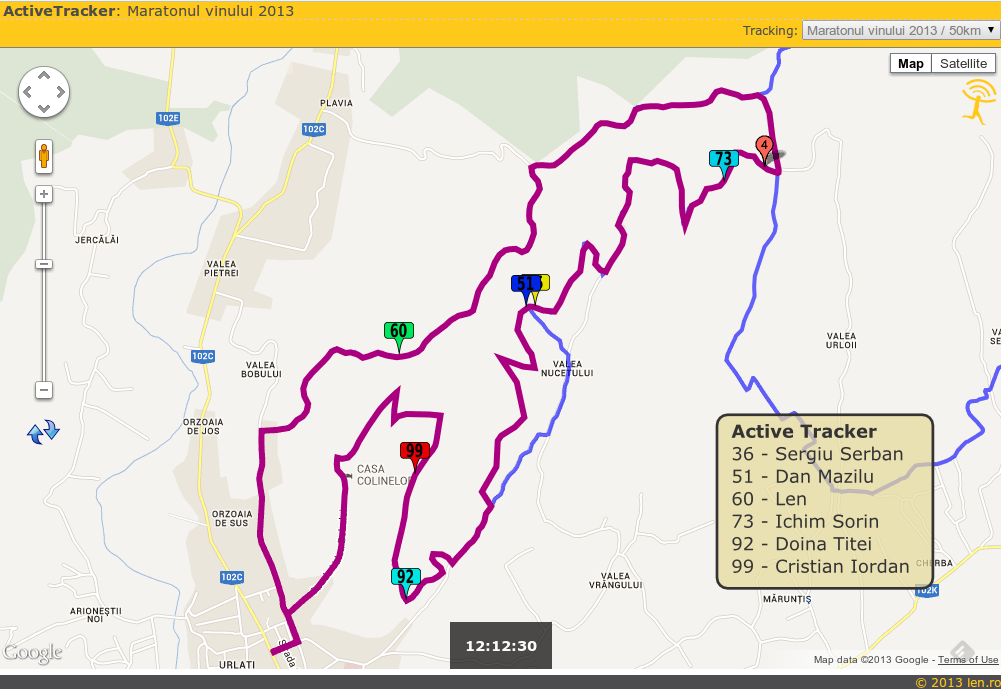 ActiveTracker: Maratonul vinului 2013
Tracking: Maratonul vinului 2013 / 50km
Map Satellite
PLAVIA
102E
102C
4
73
JERCĂLĂI
VALEA
PIETREI
51
60
VALEA
URLOII
102C
VALEA
BOBULUI
VALEA
NUCETULUI
ORZOAIA
DE JOS
99
CASA
COLINELOR
ORZOAIA
DE SUS
Active Tracker
36 - Sergiu Serban
51 - Dan Mazilu
60 - Len
73 - Ichim Sorin
92 - Doina Titei
99 - Cristian Iordan
CHERBA
102C
92
VALEA
VRÂNGULUI
102K
MĂRUNȚIȘ
ARIONEȘTII
NOI
12:12:30
Strada
Google
URLATI
Map data ©2013 Google - Terms of Use
© 2013 len.ro